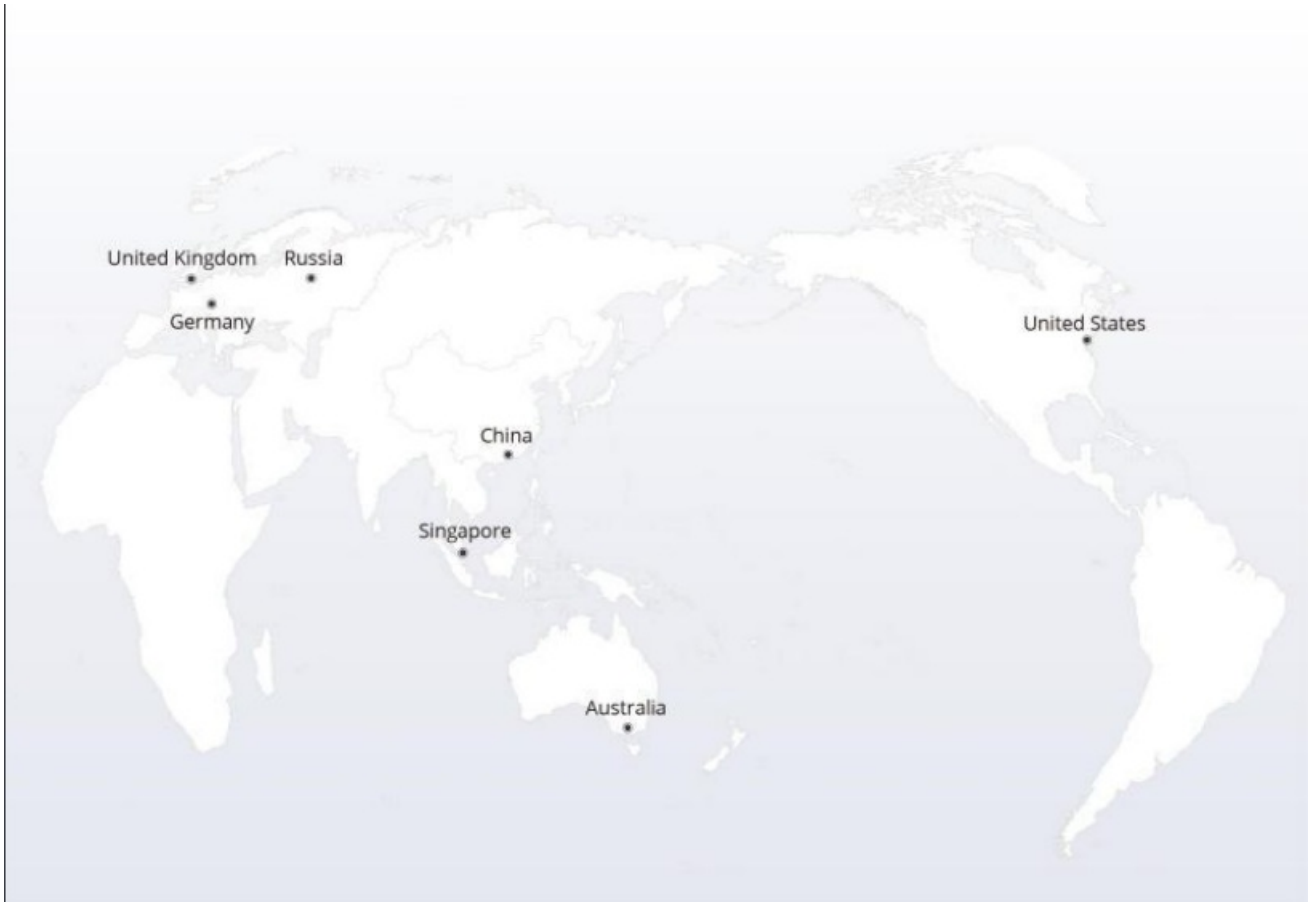 United Kingdom
Russia
Germany
United States
China
Singapore
Australia